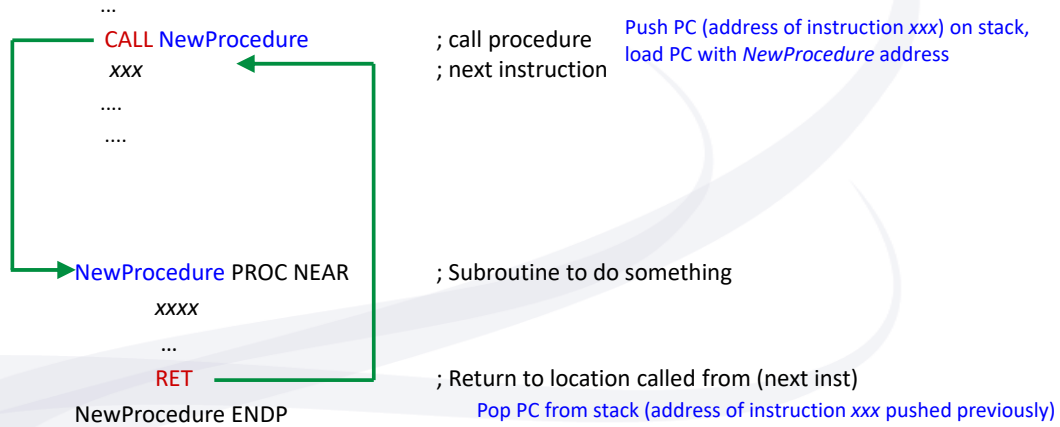 ...
CALL NewProcedure ; call procedure Push PC (address of instruction xxx) on stack,
xxx ; next instruction load PC with NewProcedure address
....
....
NewProcedure PROC NEAR ; Subroutine to do something
xxxx
...
RET ; Return to location called from (next inst)
NewProcedure ENDP Pop PC from stack (address of instruction xxx pushed previously)